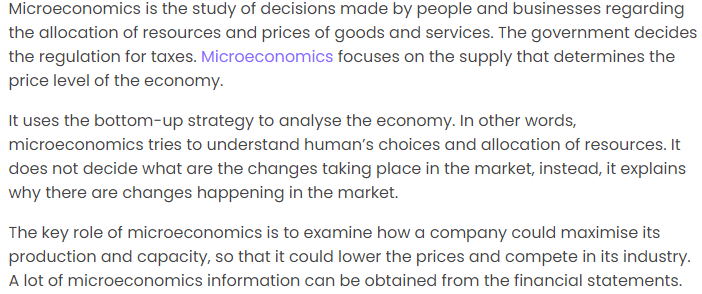 Microeconomics is the study of decisions made by people and businesses regarding
the allocation of resources and prices of goods and services. The government decides
the regulation for taxes. Microeconomics focuses on the supply that determines the
price level of the economy.
It uses the bottom-up strategy to analyse the economy. In other words,
microeconomics tries to understand human's choices and allocation of resources. It
does not decide what are the changes taking place in the market, instead, it explains
why there are changes happening in the market.
The key role of microeconomics is to examine how a company could maximise its
production and capacity, so that it could lower the prices and compete in its industry.
A lot of microeconomics information can be obtained from the financial statements.